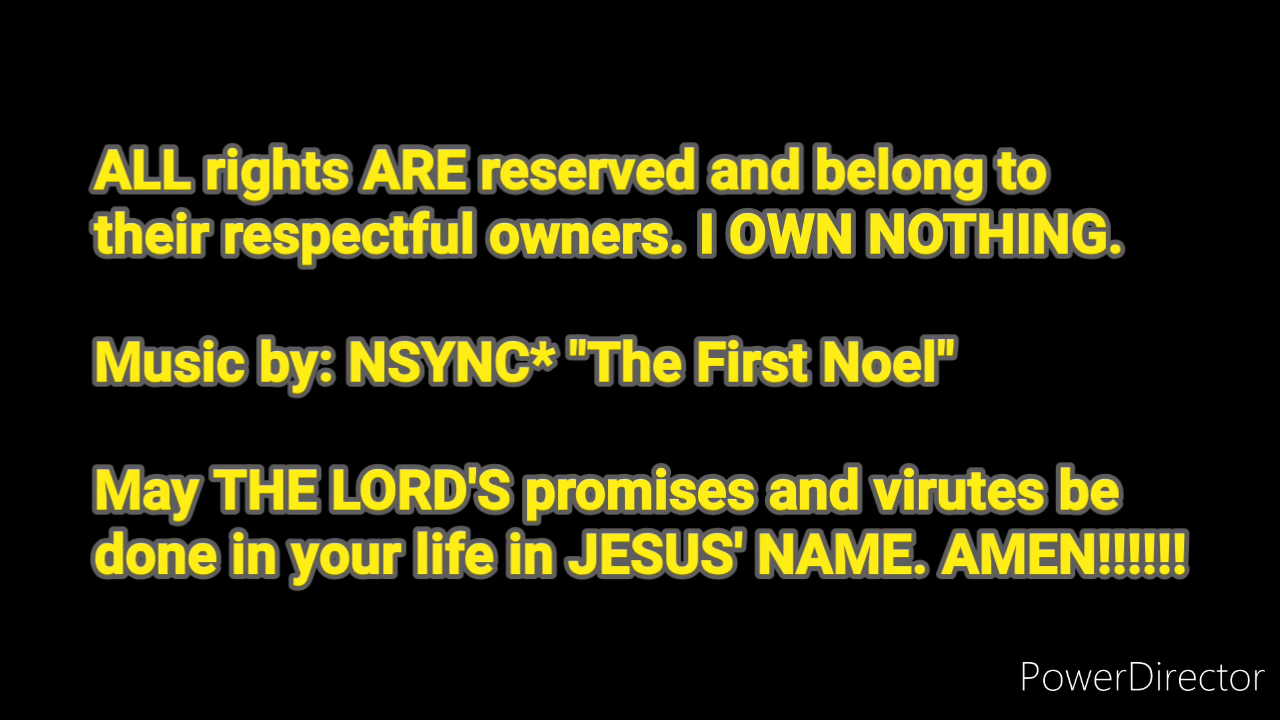 ALL rights ARE reserved and belong to
their respectful owners. I OWN NOTHING.
Music by: NSYNC* "The First Noel"
May THE LORD'S promises and virutes be
done in your life in JESUS' NAME. AMEN!!!!!!
PowerDirector